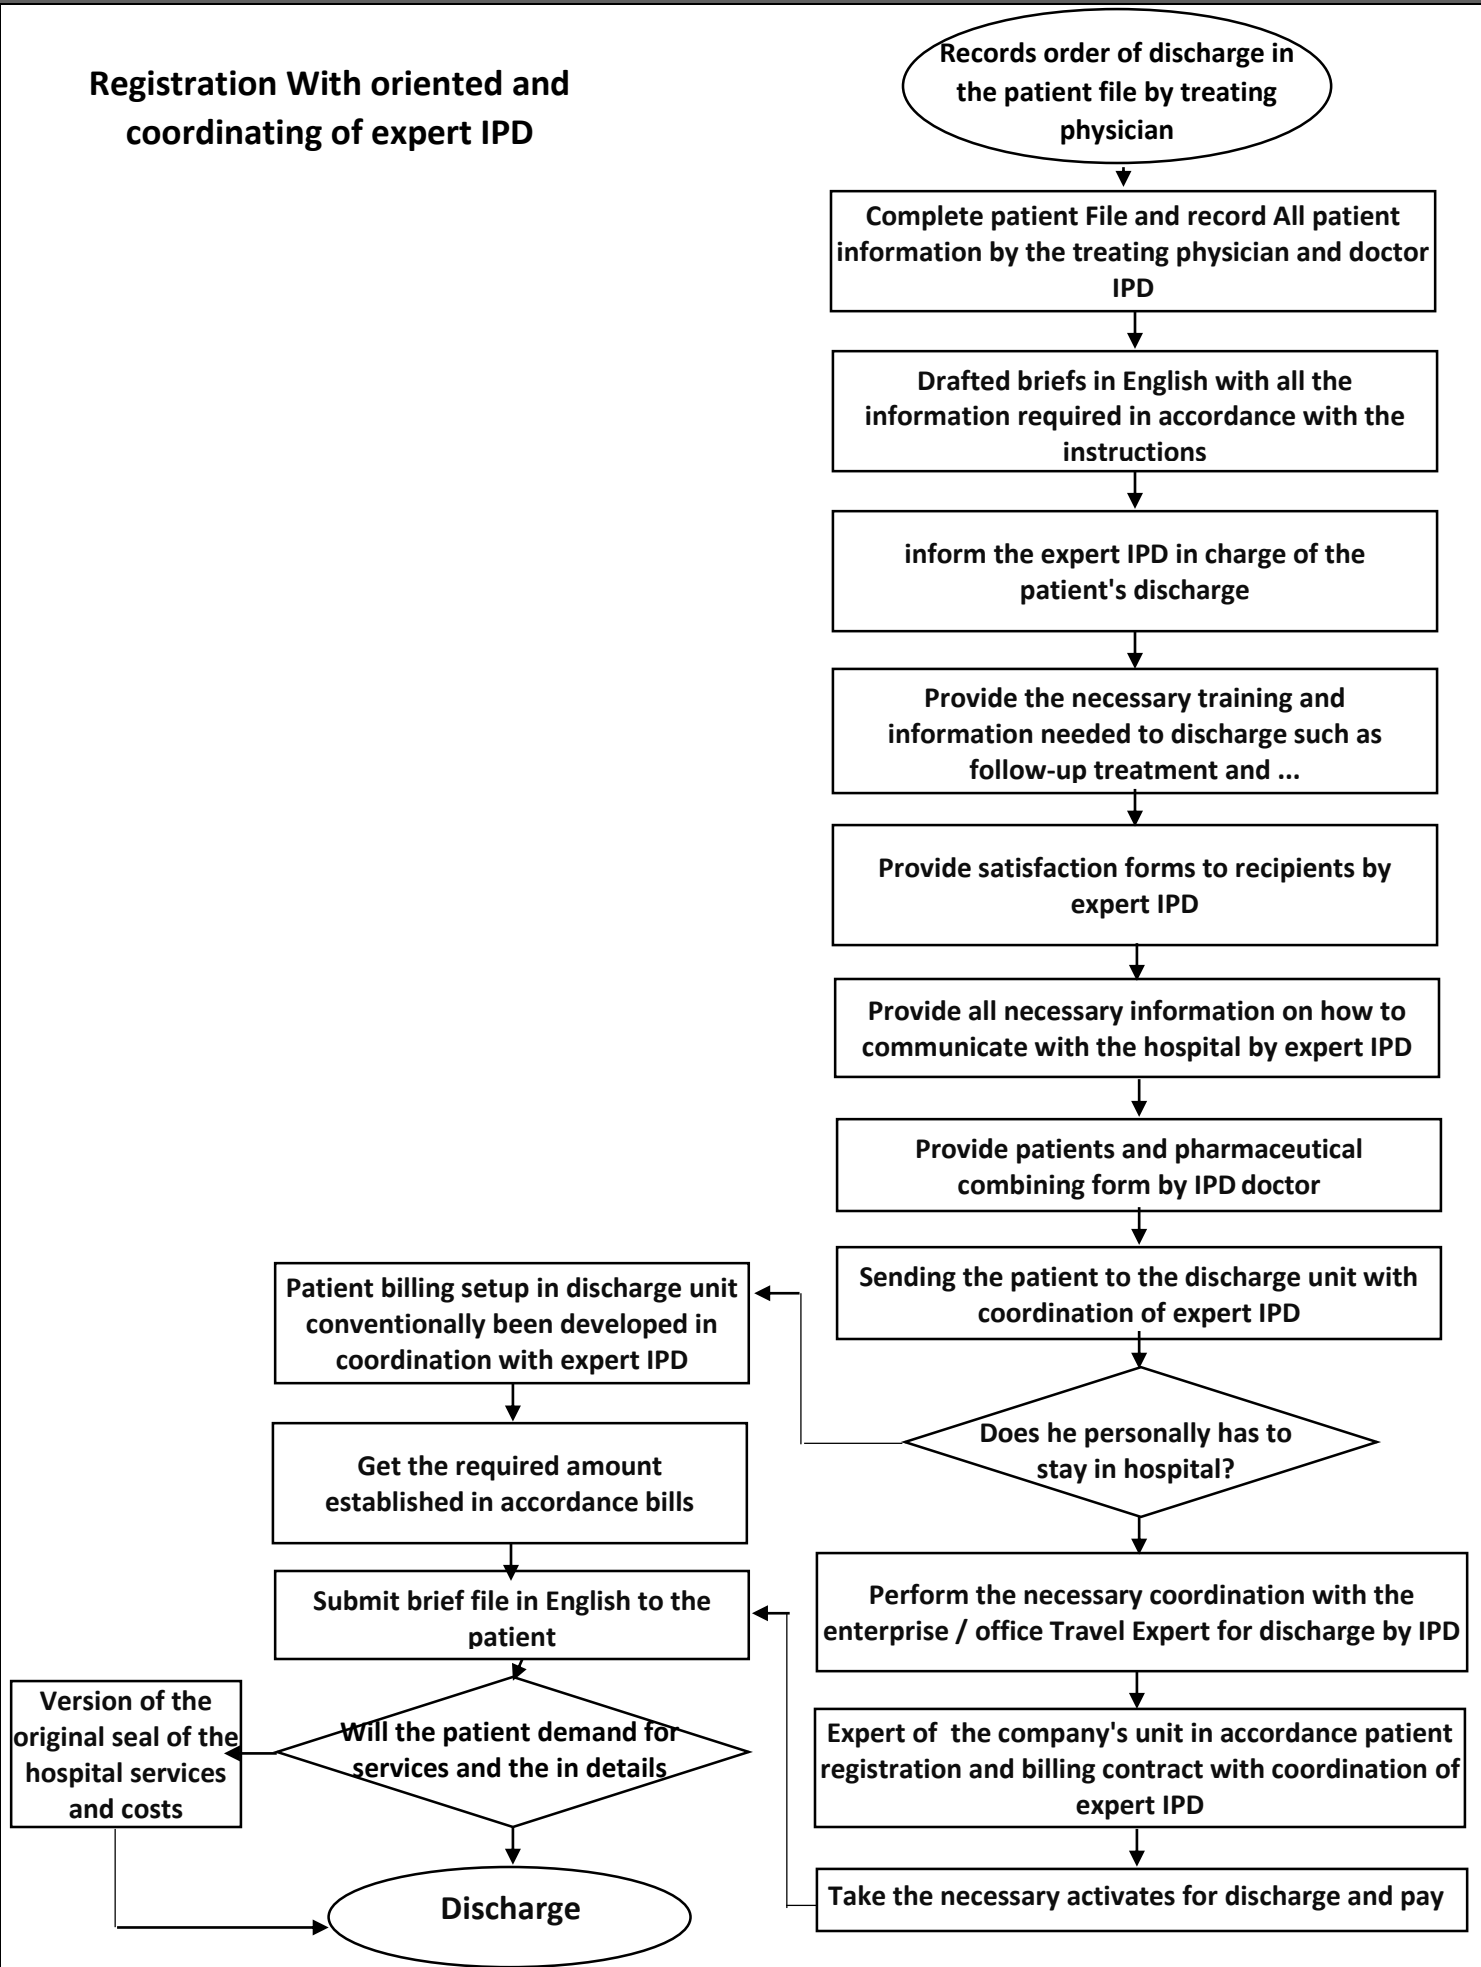 Registration With oriented and
coordinating of expert IPD
Records order of discharge in
the patient file by treating
physician
Complete patient File and record All patient
information by the treating physician and doctor
IPD
Drafted briefs in English with all the
information required in accordance with the
instructions
inform the expert IPD in charge of the
patient's discharge
Provide the necessary training and
information needed to discharge such as
follow-up treatment and ...
Provide satisfaction forms to recipients by
expert IPD
Provide all necessary information on how to
communicate with the hospital by expert IPD
Provide patients and pharmaceutical
combining form by IPD doctor
Sending the patient to the discharge unit with
coordination of expert IPD
Does he personally has to
stay in hospital?
Patient billing setup in discharge unit
conventionally been developed in
coordination with expert IPD
Get the required amount
established in accordance bills
Submit brief file in English to the
patient
Perform the necessary coordination with the
enterprise / office Travel Expert for discharge by IPD
Expert of the company's unit in accordance patient
registration and billing contract with coordination of
expert IPD
Take the necessary activates for discharge and pay
Will the patient demand for
services and the in details
Version of the
original seal of the
hospital services
and costs
Discharge